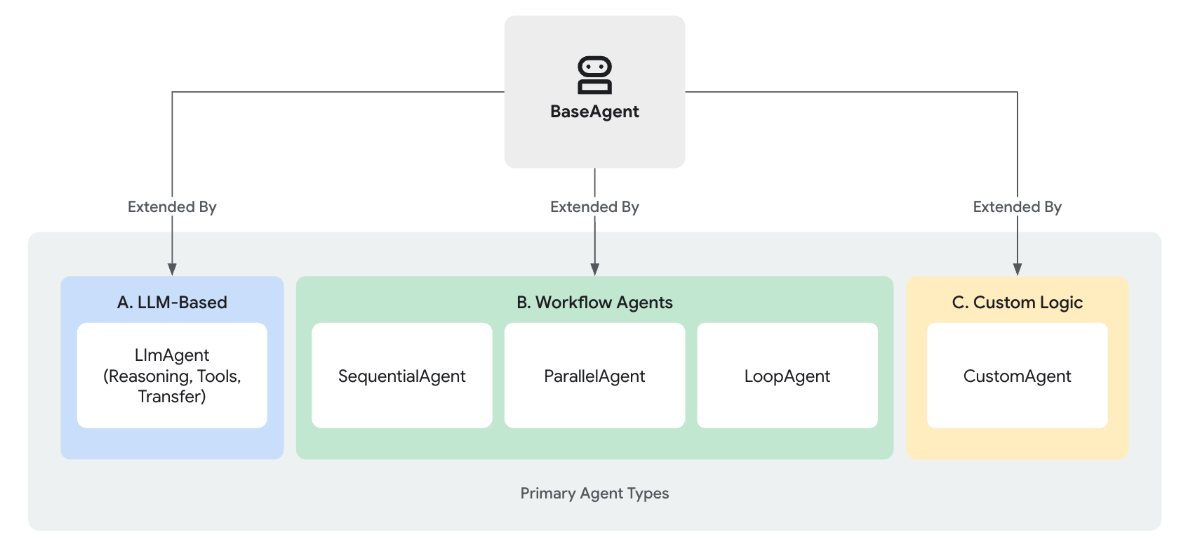 BaseAgent
Extended By
Extended By
Extended By
A. LLM-Based
LlmAgent
(Reasoning, Tools,
Transfer)
B. Workflow Agents
SequentialAgent
ParallelAgent
LoopAgent
C. Custom Logic
CustomAgent
Primary Agent Types